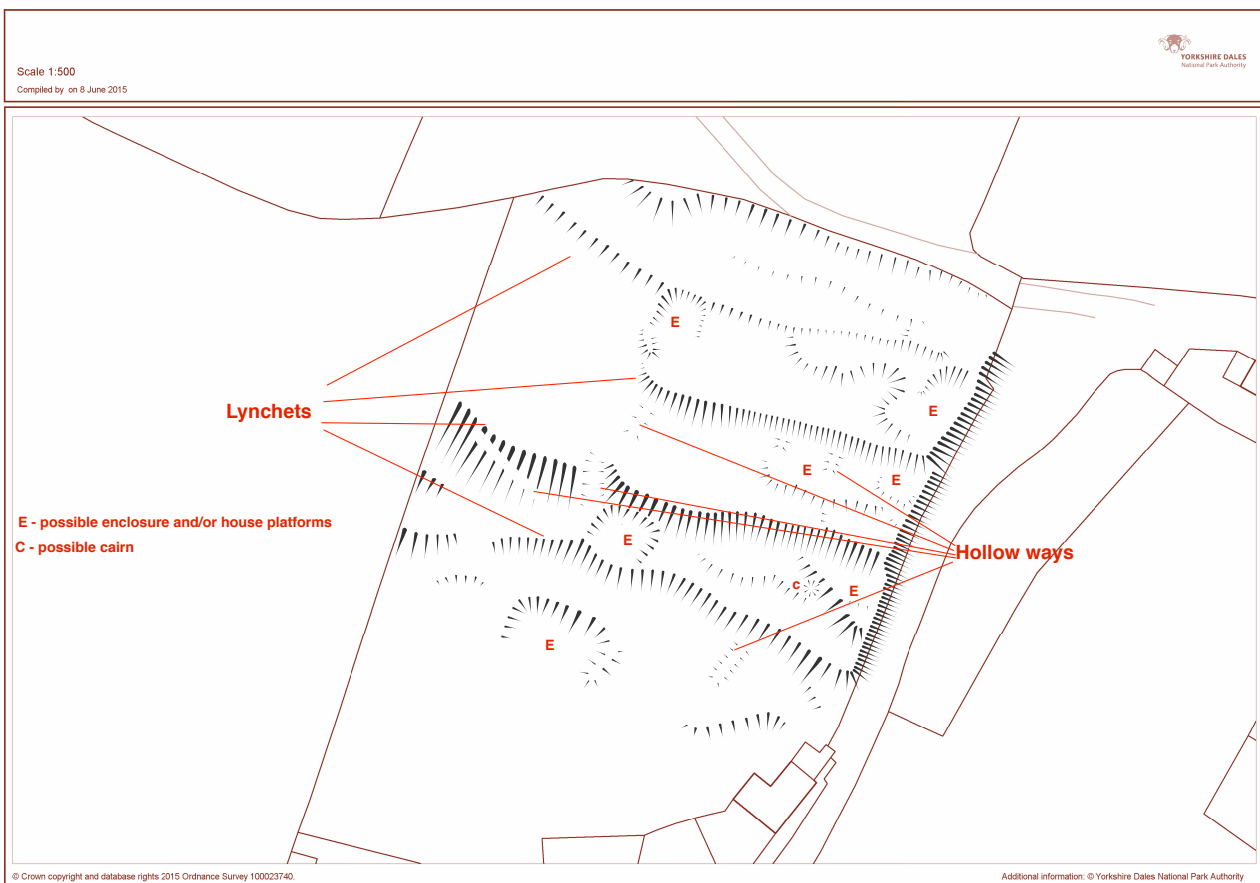 YORKSHIRE DALES
National Park Authority
Scale 1:500
Compiled by on 8 June 2015
E
Lynchets
E
E
E
E - possible enclosure and/or house platforms
C - possible cairn
E
Hollow ways
c
E
E
© Crown copyright and database rights 2015 Ordnance Survey 100023740.
Additional information: © Yorkshire Dales National Park Authority